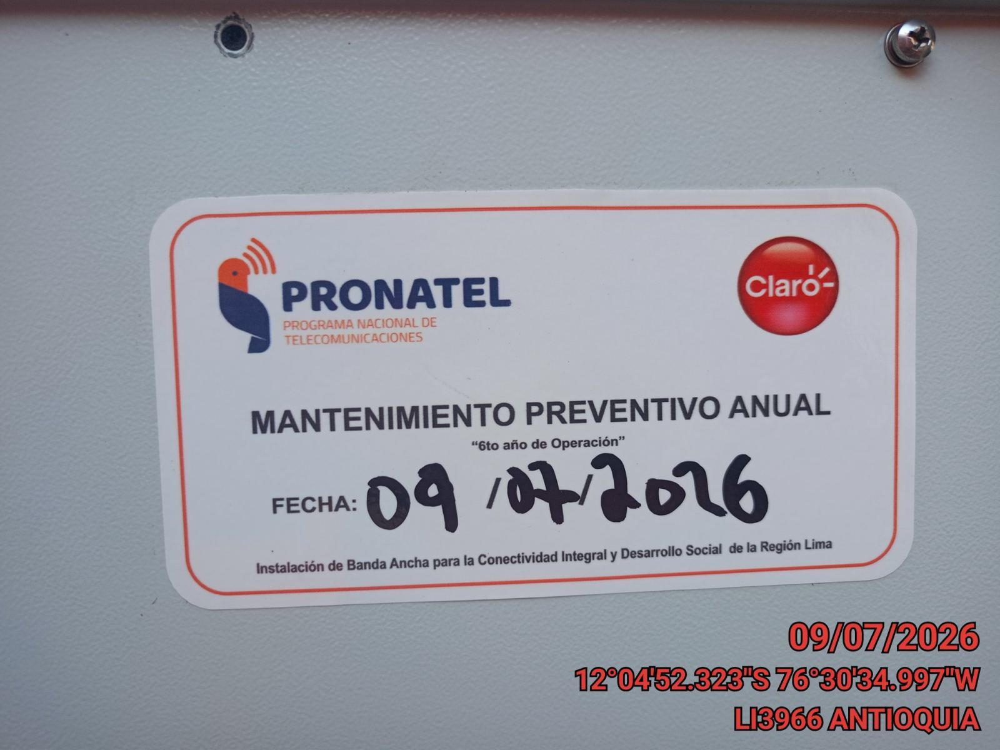 PRONATEL
PROGRAMA NACIONAL DE
TELECOMUNICACIONES
Claro
MANTENIMIENTO PREVENTIVO ANUAL
“6to año de Operación”
FECHA: 09/07/2026
Instalación de Banda Ancha para la Conectividad Integral y Desarrollo Social de la Región Lima
09/07/2026
12°04'52.323"S 76°30'34.997"W
LI3966 ANTIOQUIA